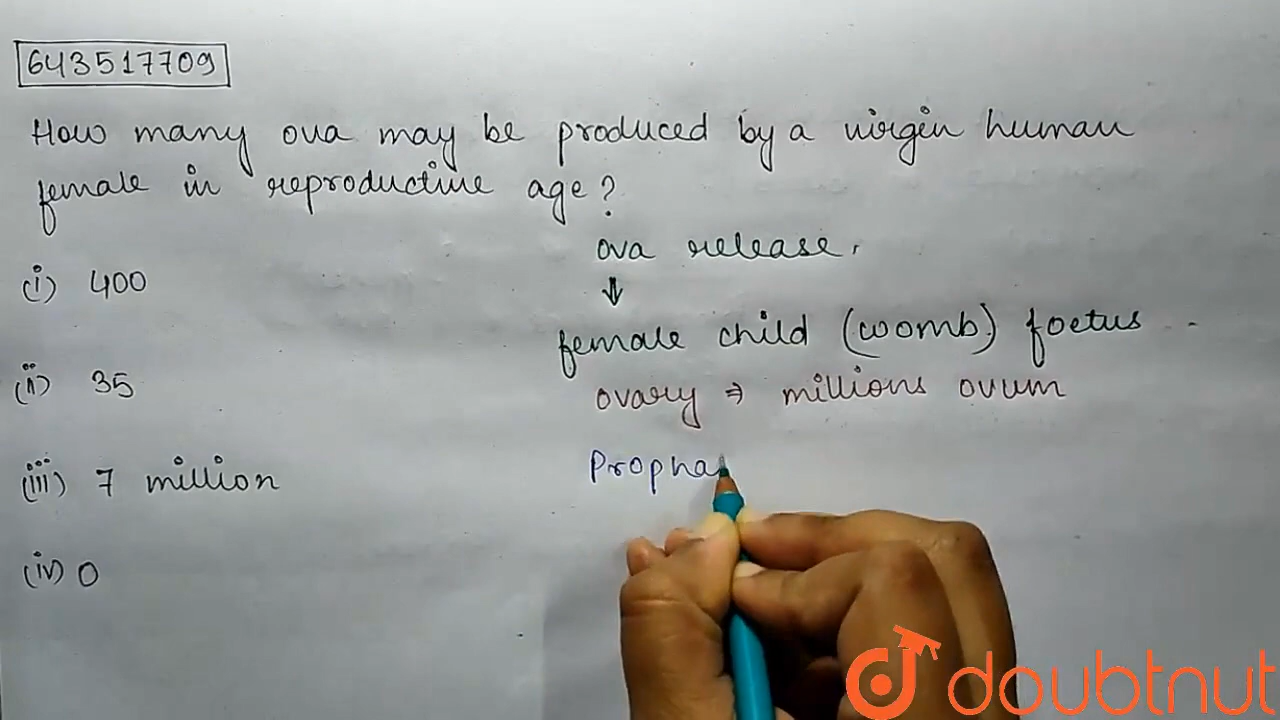 643517709
How many ova may be produced by a virgin human
female in reproductive age?
ova release.
(i) 400
↓
female child (womb) foetus
(ii) 35
ovary ⇒ millions ovum
(iii) 7 million
Propha
(iv) 0
doubtnut